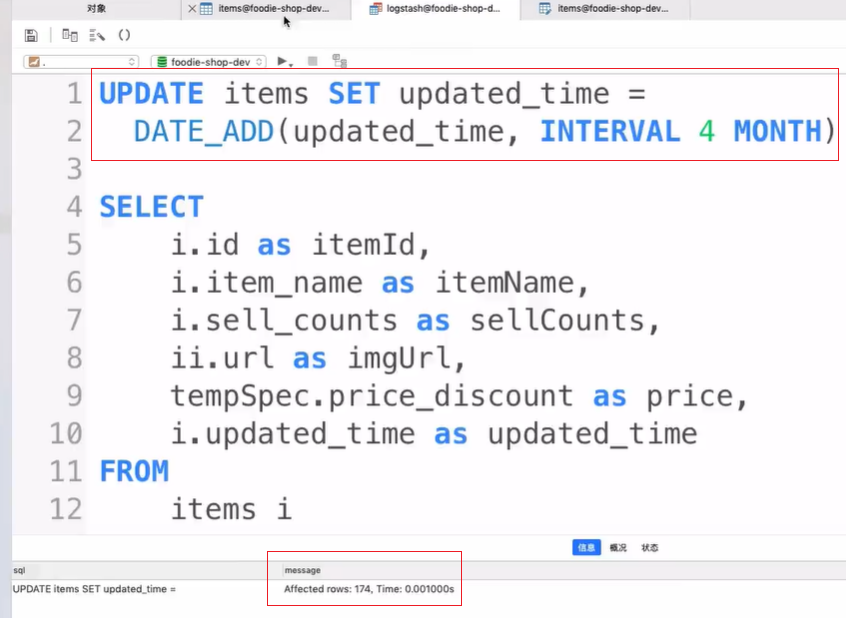 对象
items@foodie-shop-dev...
logstash@foodie-shop-d...
items@foodie-shop-dev...
foodie-shop-dev
1 UPDATE items SET updated_time =
2 DATE_ADD(updated_time, INTERVAL 4 MONTH)
3
4 SELECT
5 i.id as itemId,
6 i.item_name as itemName,
7 i.sell_counts as sellCounts,
8 ii.url as imgUrl,
9 tempSpec.price_discount as price,
10 i.updated_time as updated_time
11 FROM
12 items i
信息 概况 状态
sql message
UPDATE items SET updated_time = Affected rows: 174, Time: 0.001000s